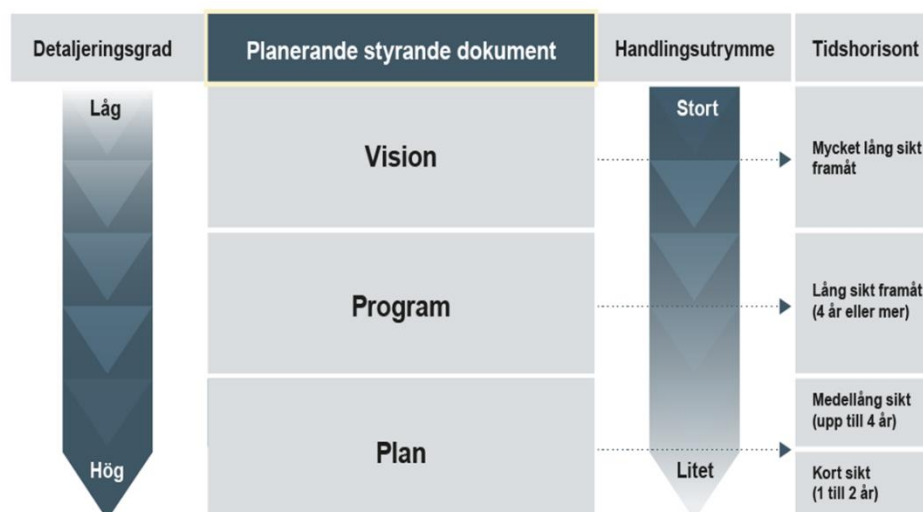 Detaljeringsgrad
Planerande styrande dokument
Handlingsutrymme
Tidshorisont
Låg
Vision
Stort
Mycket lång sikt
framåt
Program
Lång sikt framåt
(4 år eller mer)
Plan
Medellång sikt
(upp till 4 år)
Hög
Litet
Kort sikt
(1 till 2 år)